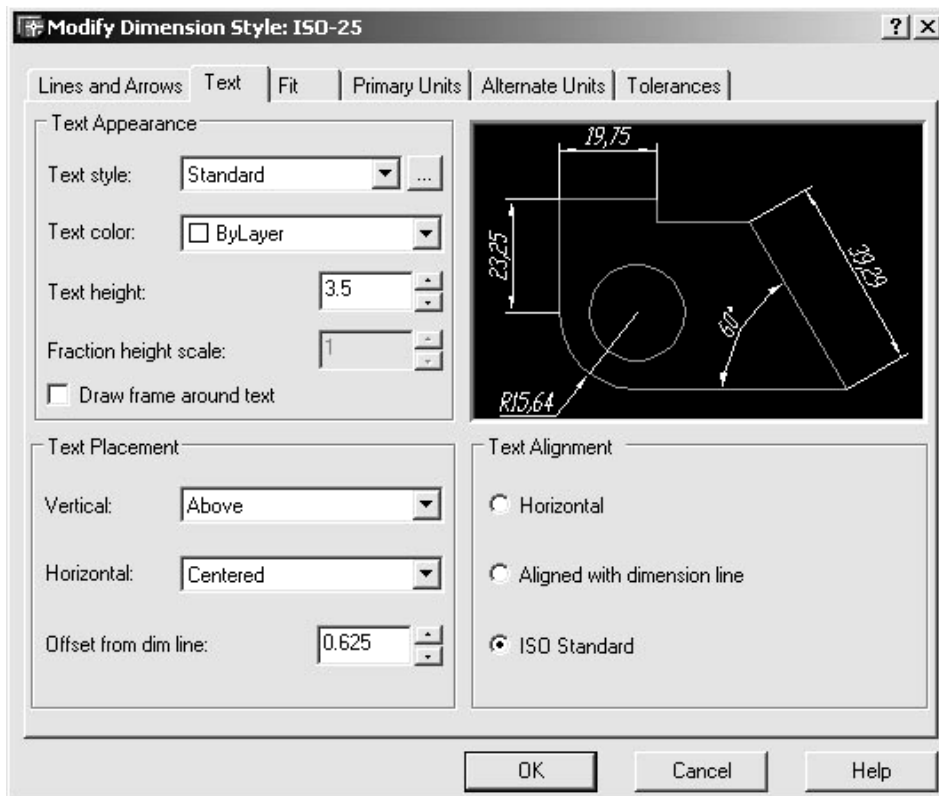 Modify Dimension Style: ISO-25
Lines and Arrows Text Fit Primary Units Alternate Units Tolerances
Text Appearance
Text style: Standard ...
Text color: ByLayer
Text height: 3.5
Fraction height scale: 1
Draw frame around text
19,75
23,25
39,29
60°
R15,64
Text Placement
Vertical: Above
Horizontal: Centered
Offset from dim line: 0.625
Text Alignment
Horizontal
Aligned with dimension line
ISO Standard
OK Cancel Help